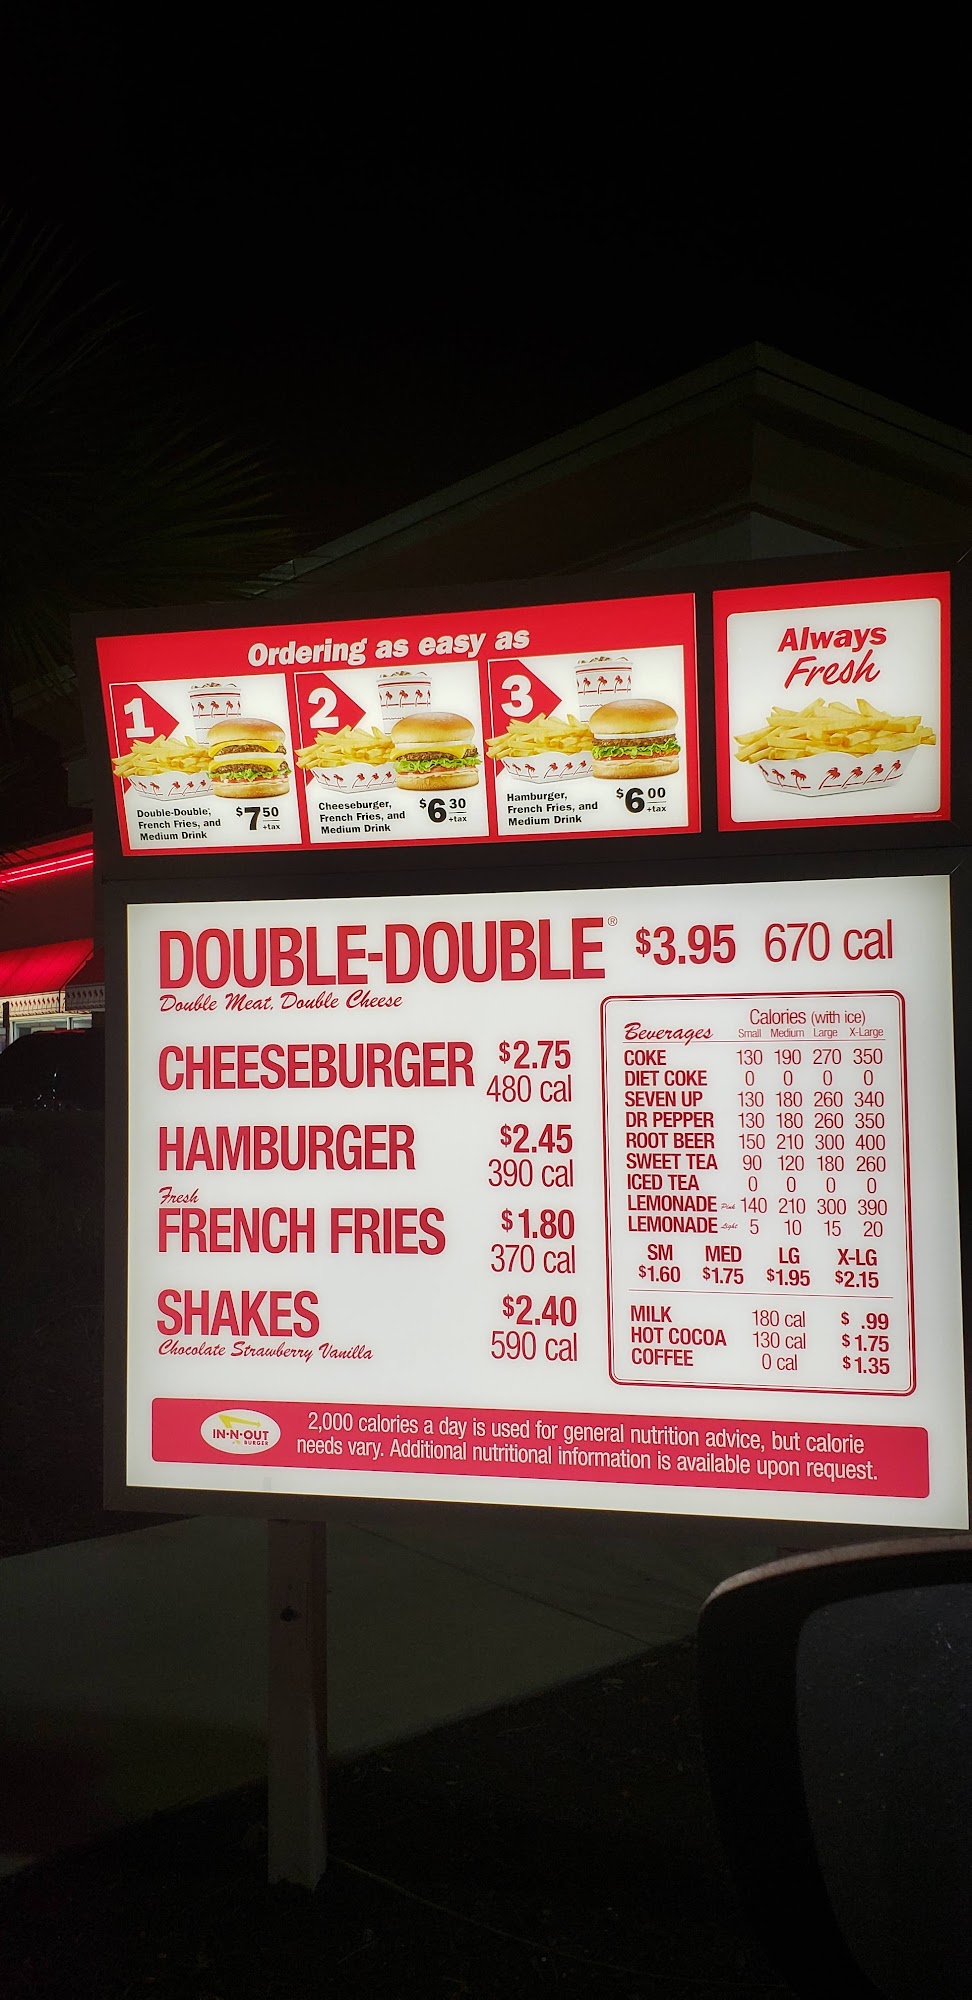 Ordering as easy as
1
Double-Double®,
French Fries, and
Medium Drink
$7 50
+tax
2
Cheeseburger,
French Fries, and
Medium Drink
$6 30
+tax
3
Hamburger,
French Fries, and
Medium Drink
$6 00
+tax
Always
Fresh
DOUBLE-DOUBLE® $3.95 670 cal
Double Meat, Double Cheese
CHEESEBURGER $2.75
480 cal
HAMBURGER $2.45
390 cal
Fresh
FRENCH FRIES $1.80
370 cal
SHAKES $2.40
590 cal
Chocolate Strawberry Vanilla
Calories (with ice)
Beverages Small Medium Large X-Large
COKE 130 190 270 350
DIET COKE 0 0 0 0
SEVEN UP 130 180 260 340
DR PEPPER 130 180 260 350
ROOT BEER 150 210 300 400
SWEET TEA 90 120 180 260
ICED TEA 0 0 0 0
LEMONADE Pink 140 210 300 390
LEMONADE Light 5 10 15 20
SM MED LG X-LG
$1.60 $1.75 $1.95 $2.15
MILK 180 cal $ .99
HOT COCOA 130 cal $1.75
COFFEE 0 cal $1.35
IN-N-OUT
BURGER
2,000 calories a day is used for general nutrition advice, but calorie
needs vary. Additional nutritional information is available upon request.